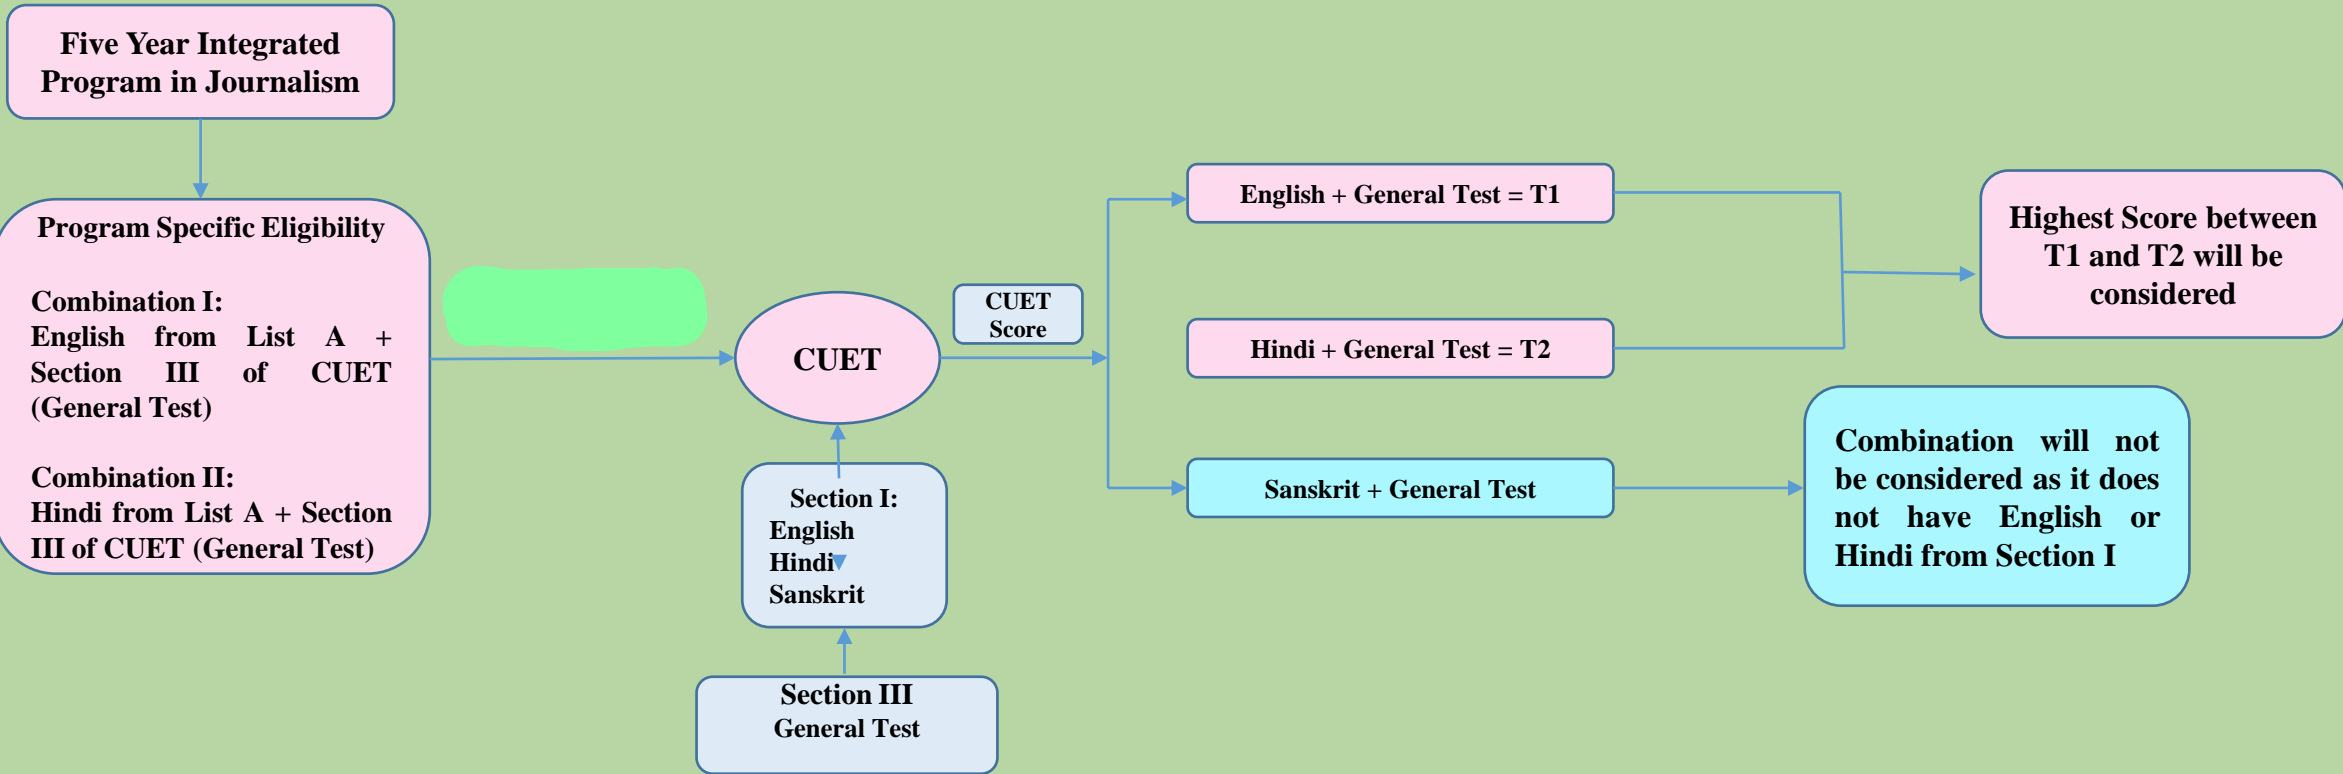 Five Year Integrated
Program in Journalism
Program Specific Eligibility
Combination I:
English from List A +
Section III of CUET
(General Test)
Combination II:
Hindi from List A + Section
III of CUET (General Test)
CUET
Section I:
English
Hindi
Sanskrit
Section III
General Test
CUET
Score
English + General Test = T1
Hindi + General Test = T2
Sanskrit + General Test
Highest Score between
T1 and T2 will be
considered
Combination will not
be considered as it does
not have English or
Hindi from Section I